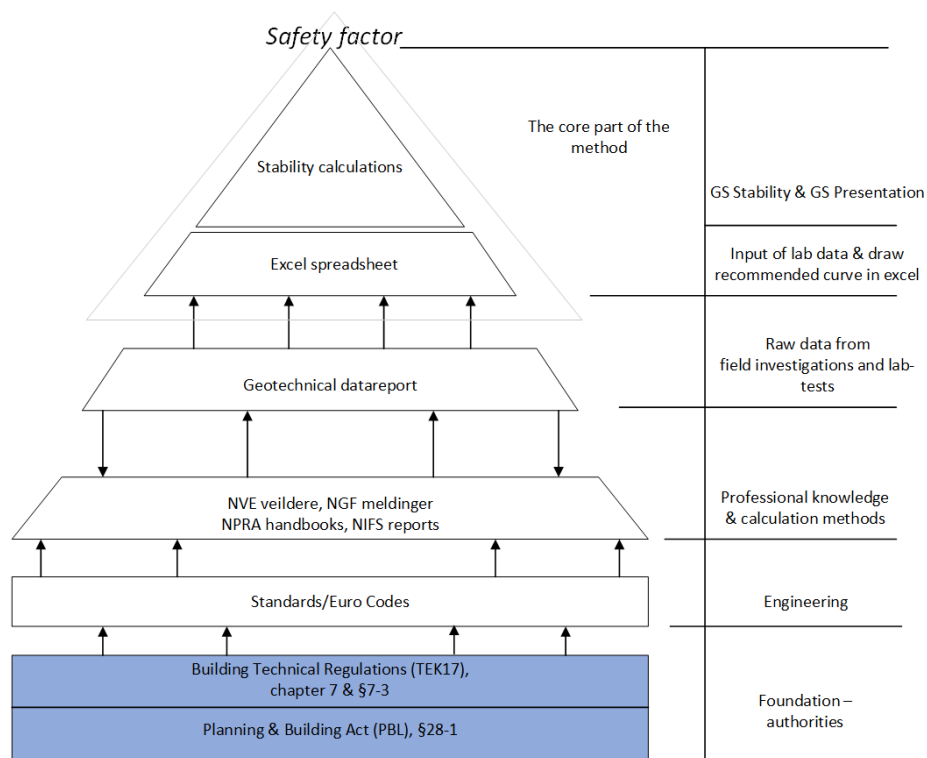 Safety factor
The core part of the
method
Stability calculations
GS Stability & GS Presentation
Excel spreadsheet
Input of lab data & draw
recommended curve in excel
Geotechnical datareport
Raw data from
field investigations and lab-
tests
NVE veildere, NGF meldinger
NPRA handbooks, NIFS reports
Professional knowledge
& calculation methods
Standards/Euro Codes
Engineering
Building Technical Regulations (TEK17),
chapter 7 & §7-3
Planning & Building Act (PBL), §28-1
Foundation –
authorities